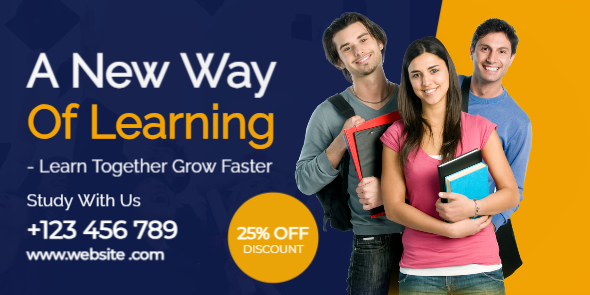 A New Way
Of Learning
- Learn Together Grow Faster
Study With Us
+123 456 789
www.website .com
25% OFF
DISCOUNT